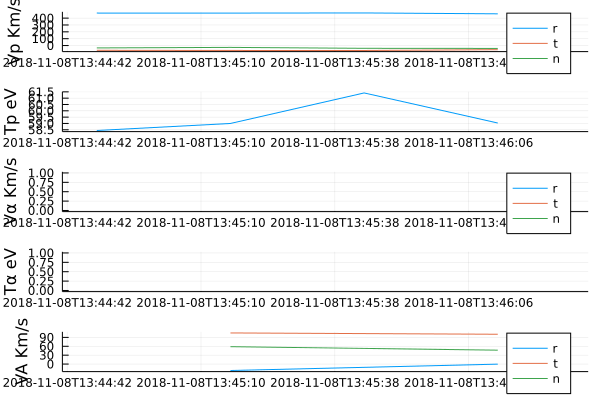 Vp Km/s
400
300
200
100
0
r
t
n
2018-11-08T13:44:42 2018-11-08T13:45:10 2018-11-08T13:45:38 2018-11-08T13:4
Tp eV
61.5
61.0
60.5
60.0
59.5
59.0
58.5
2018-11-08T13:44:42 2018-11-08T13:45:10 2018-11-08T13:45:38 2018-11-08T13:46:06
Vα Km/s
1.00
0.75
0.50
0.25
0.00
r
t
n
2018-11-08T13:44:42 2018-11-08T13:45:10 2018-11-08T13:45:38 2018-11-08T13:4
Tα eV
1.00
0.75
0.50
0.25
0.00
2018-11-08T13:44:42 2018-11-08T13:45:10 2018-11-08T13:45:38 2018-11-08T13:46:06
VA Km/s
90
60
30
0
r
t
n
2018-11-08T13:44:42 2018-11-08T13:45:10 2018-11-08T13:45:38 2018-11-08T13:4